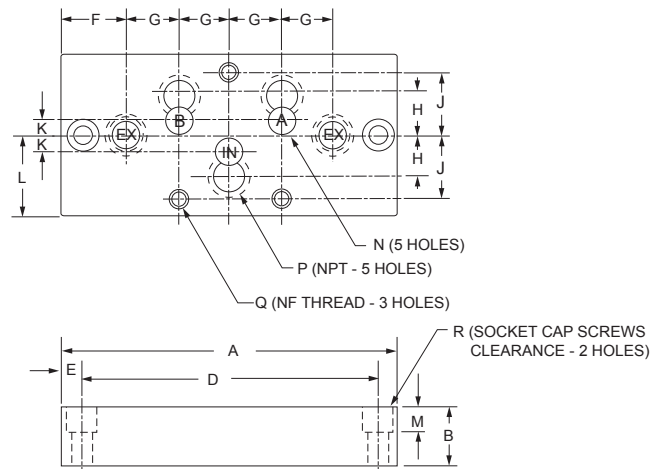 F G G G G
J
H
K
K
B
A
EX
EX
IN
L
H
J
N (5 HOLES)
P (NPT - 5 HOLES)
Q (NF THREAD - 3 HOLES)
R (SOCKET CAP SCREWS
CLEARANCE - 2 HOLES)
A
E
D
M
B